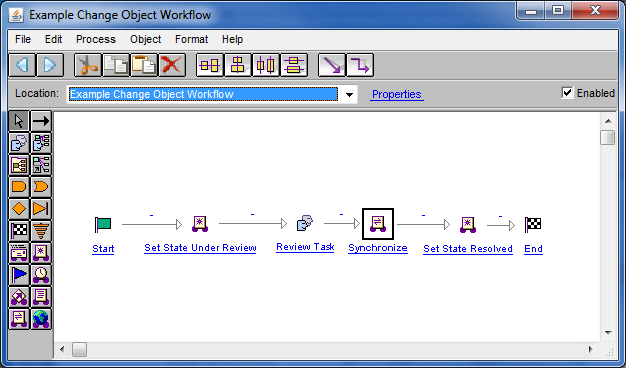 Example Change Object Workflow
File Edit Process Object Format Help
Location: Example Change Object Workflow Properties Enabled
- - - - -
Start Set State Under Review Review Task Synchronize Set State Resolved End